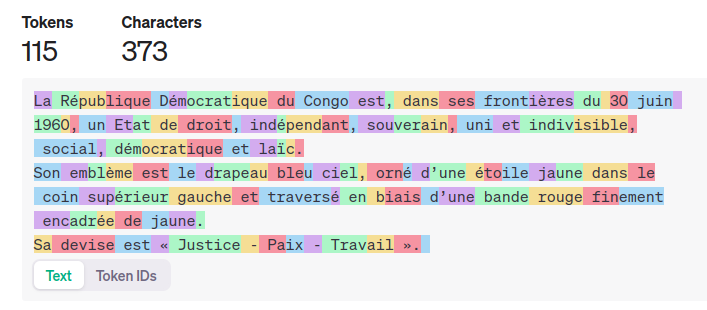 Tokens Characters
115 373
La République Démocratique du Congo est, dans ses frontières du 30 juin
1960, un Etat de droit, indépendant, souverain, uni et indivisible,
social, démocratique et laïc.
Son emblème est le drapeau bleu ciel, orné d’une étoile jaune dans le
coin supérieur gauche et traversé en biais d’une bande rouge finement
encadrée de jaune.
Sa devise est « Justice - Paix - Travail ».
Text Token IDs